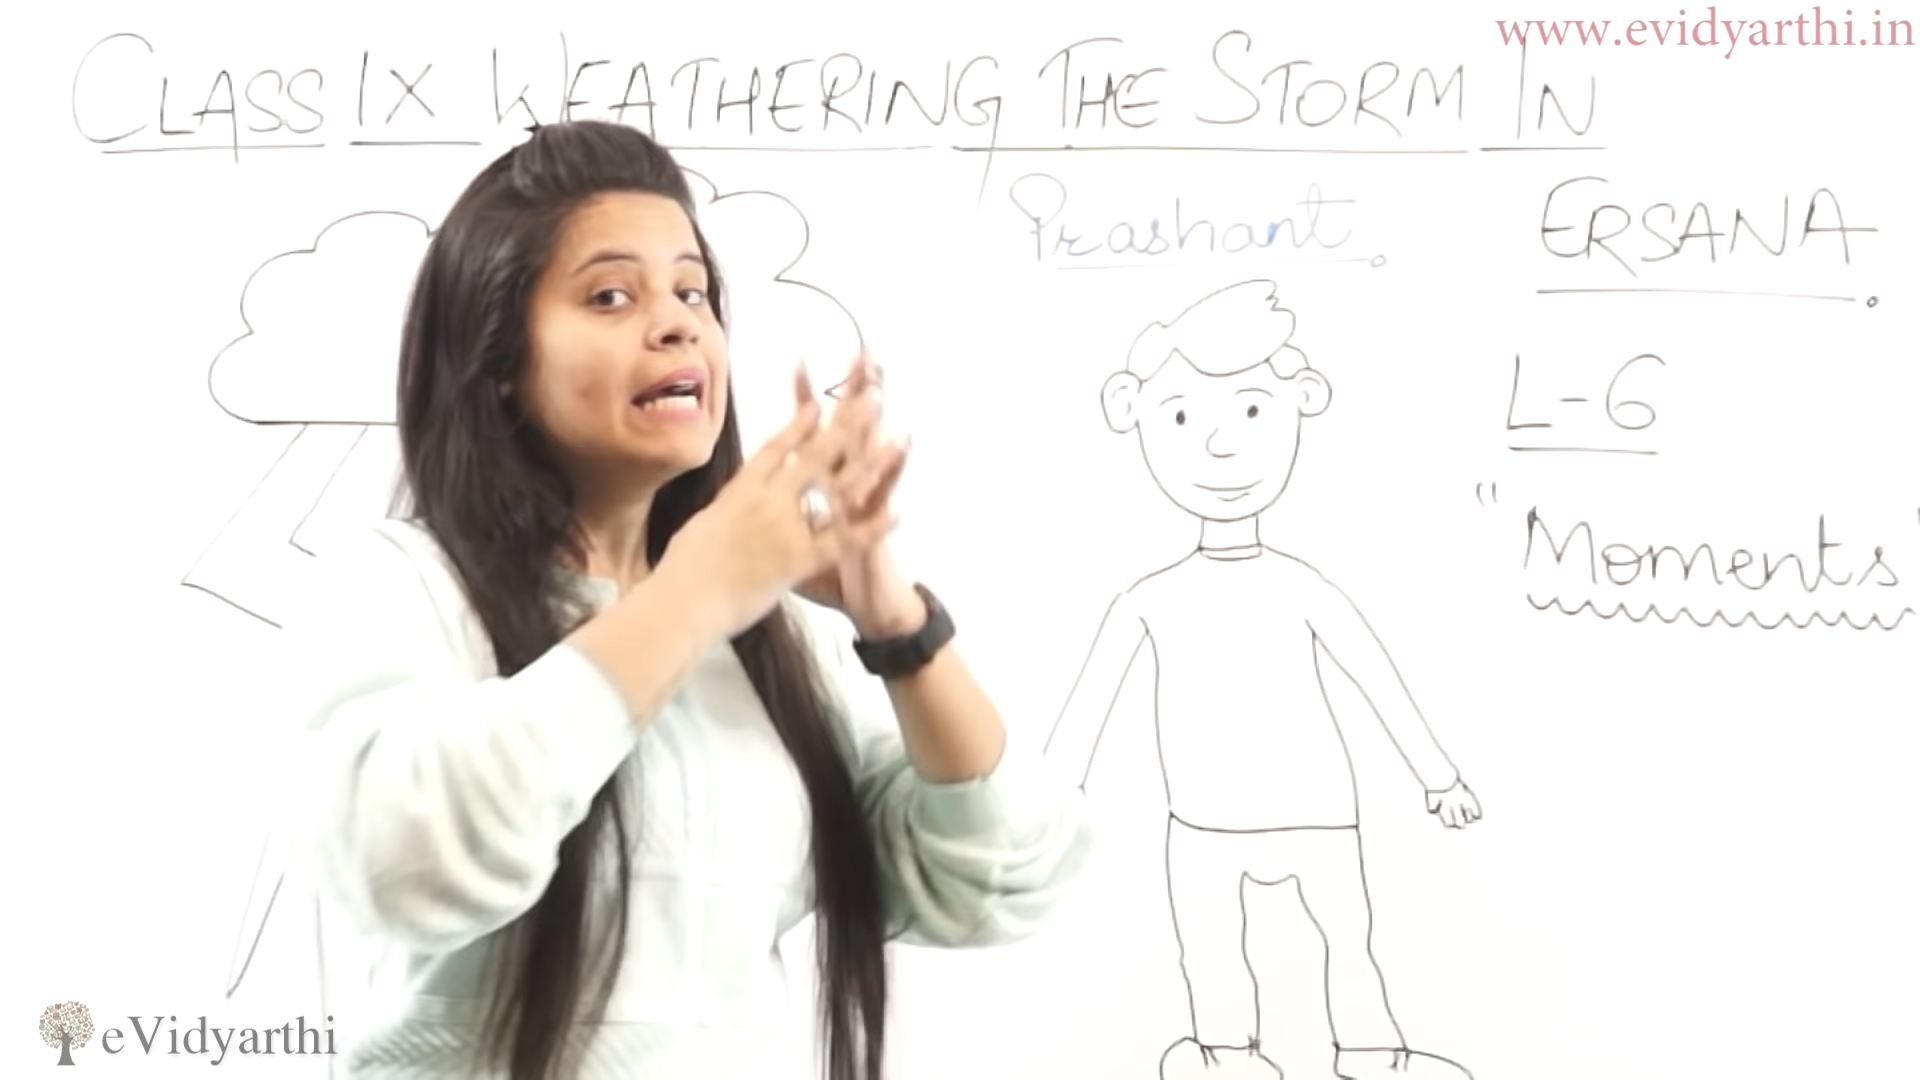 www.evidyarthi.in
CLASS IX WEATHERING THE STORM IN
Prashant.
ERSANA.
L-6
"Moments"
eVidyarthi